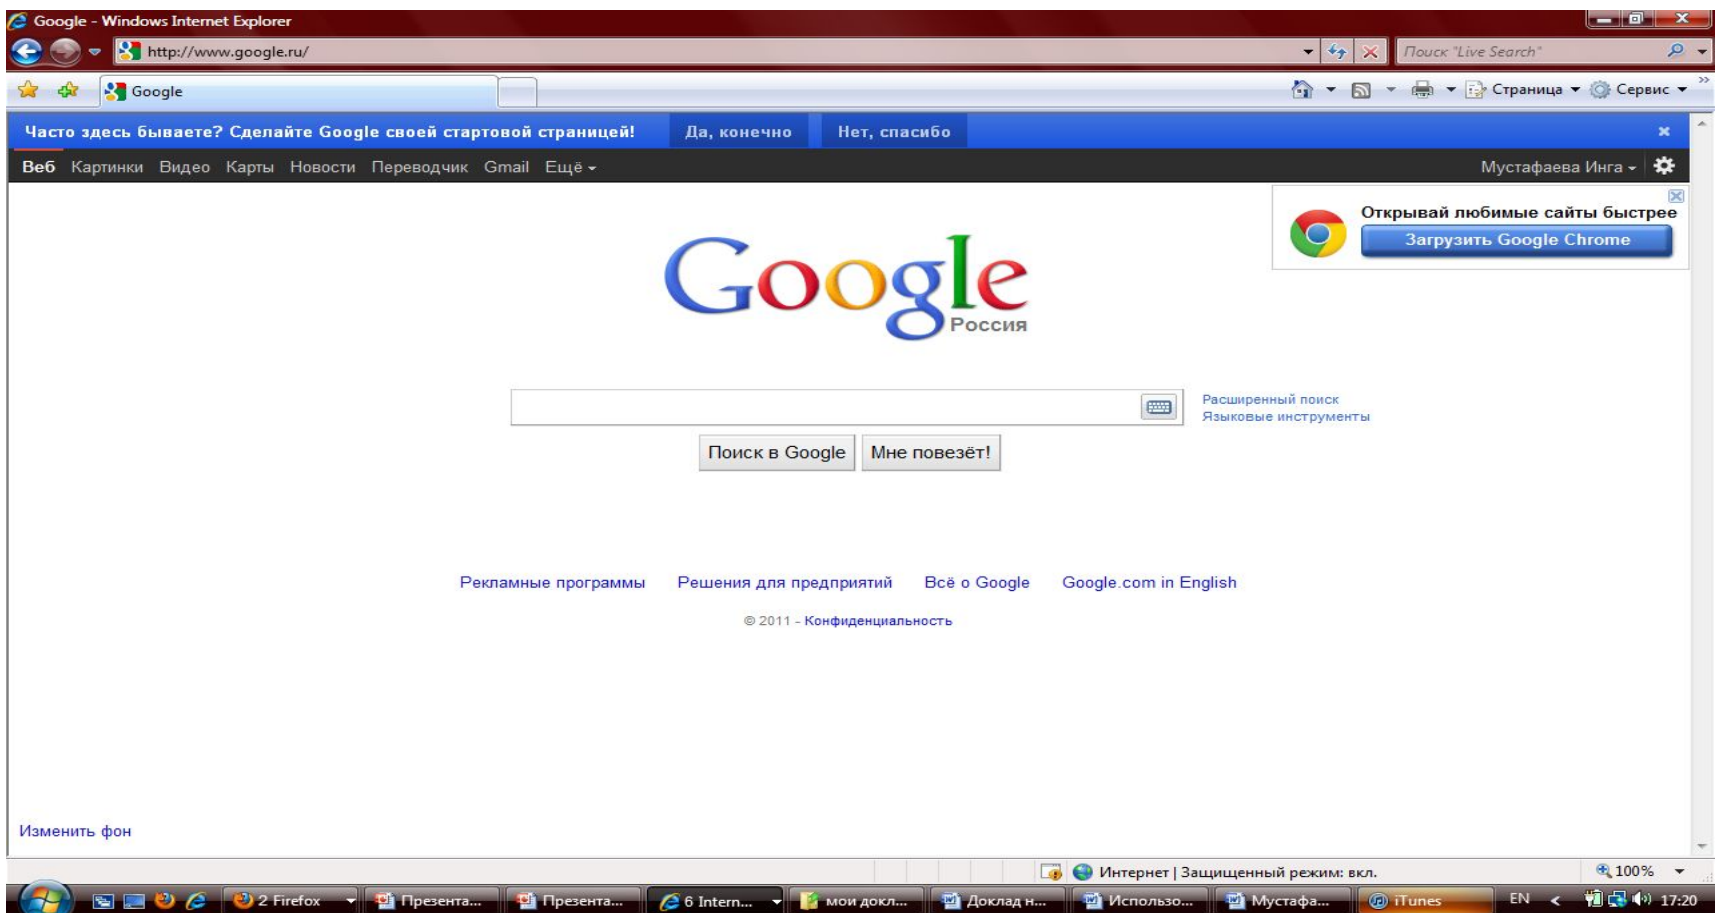 Google - Windows Internet Explorer
http://www.google.ru/
Поиск "Live Search"
Google
Страница
Сервис
Часто здесь бываете? Сделайте Google своей стартовой страницей! Да, конечно Нет, спасибо
Веб Картинки Видео Карты Новости Переводчик Gmail Ещё
Мустафаева Инга
Открывай любимые сайты быстрее
Загрузить Google Chrome
Google
Россия
Расширенный поиск
Языковые инструменты
Поиск в Google Мне повезёт!
Рекламные программы Решения для предприятий Всё о Google Google.com in English
© 2011 - Конфиденциальность
Изменить фон
Интернет | Защищенный режим: вкл. 100%
2 Firefox Презента... Презента... 6 Intern... мои докл... Доклад н... Использо... Мустафа... iTunes EN 17:20